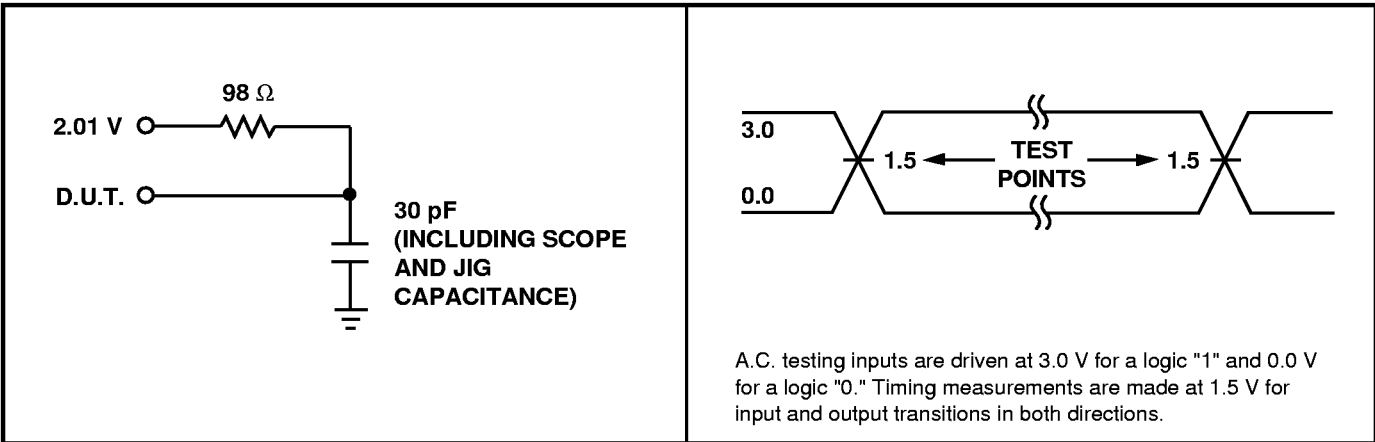 98 Ω
2.01 V
D.U.T.
30 pF
(INCLUDING SCOPE
AND JIG
CAPACITANCE)
3.0
0.0
1.5
TEST
POINTS
1.5
A.C. testing inputs are driven at 3.0 V for a logic "1" and 0.0 V
for a logic "0." Timing measurements are made at 1.5 V for
input and output transitions in both directions.